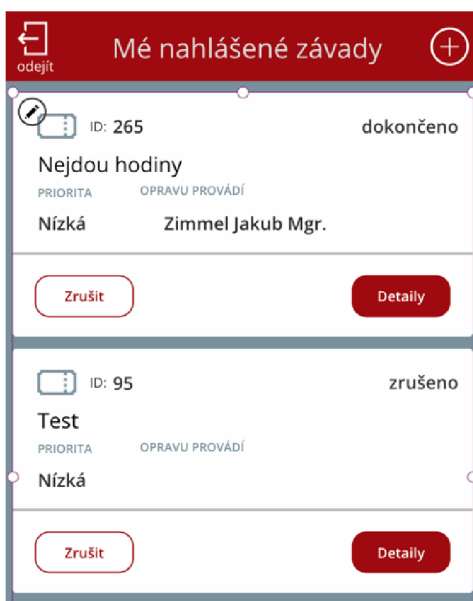 Mé nahlášené závady
odejít
ID: 265 dokončeno
Nejdou hodiny
PRIORITA OPRAVU PROVÁDÍ
Nízká Zimmel Jakub Mgr.
Zrušit Detaily
ID: 95 zrušeno
Test
PRIORITA OPRAVU PROVÁDÍ
Nízká
Zrušit Detaily